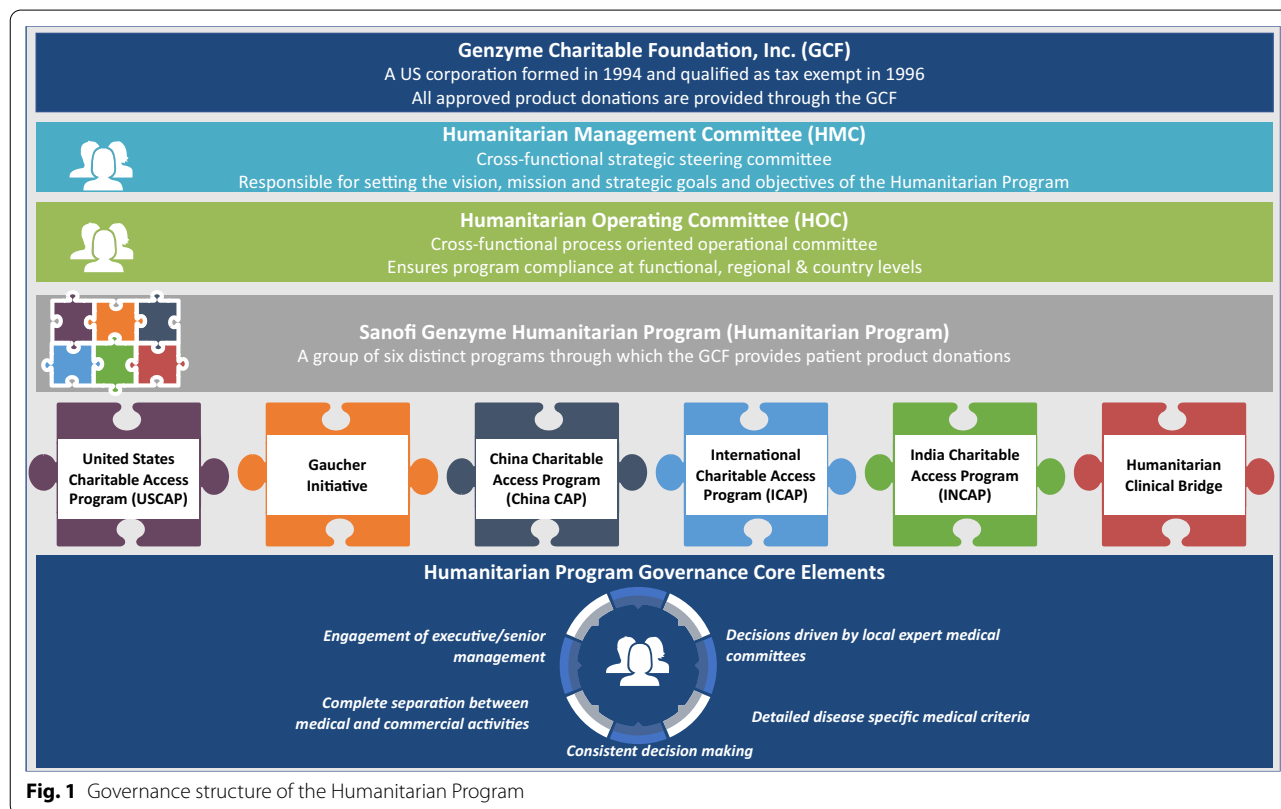 Genzyme Charitable Foundation, Inc. (GCF)
A US corporation formed in 1994 and qualified as tax exempt in 1996
All approved product donations are provided through the GCF
Humanitarian Management Committee (HMC)
Cross-functional strategic steering committee
Responsible for setting the vision, mission and strategic goals and objectives of the Humanitarian Program
Humanitarian Operating Committee (HOC)
Cross-functional process oriented operational committee
Ensures program compliance at functional, regional & country levels
Sanofi Genzyme Humanitarian Program (Humanitarian Program)
A group of six distinct programs through which the GCF provides patient product donations
United States
Charitable Access
Program (USCAP)
Gaucher
Initiative
China Charitable
Access Program
(China CAP)
International
Charitable Access
Program (ICAP)
India Charitable
Access Program
(INCAP)
Humanitarian
Clinical Bridge
Humanitarian Program Governance Core Elements
Engagement of executive/senior
management
Decisions driven by local expert medical
committees
Complete separation between
medical and commercial activities
Detailed disease specific medical criteria
Consistent decision making
Fig. 1 Governance structure of the Humanitarian Program